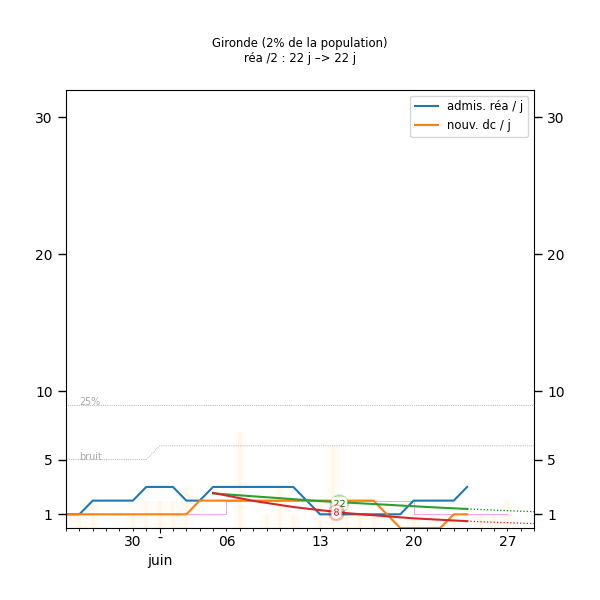 Gironde (2% de la population)
réa /2 : 22 j –> 22 j
admis. réa / j
nouv. dc / j
30 30
20 20
10 10
25%
5 5
bruit
22
8
1 1
30 - 06 13 20 27
juin